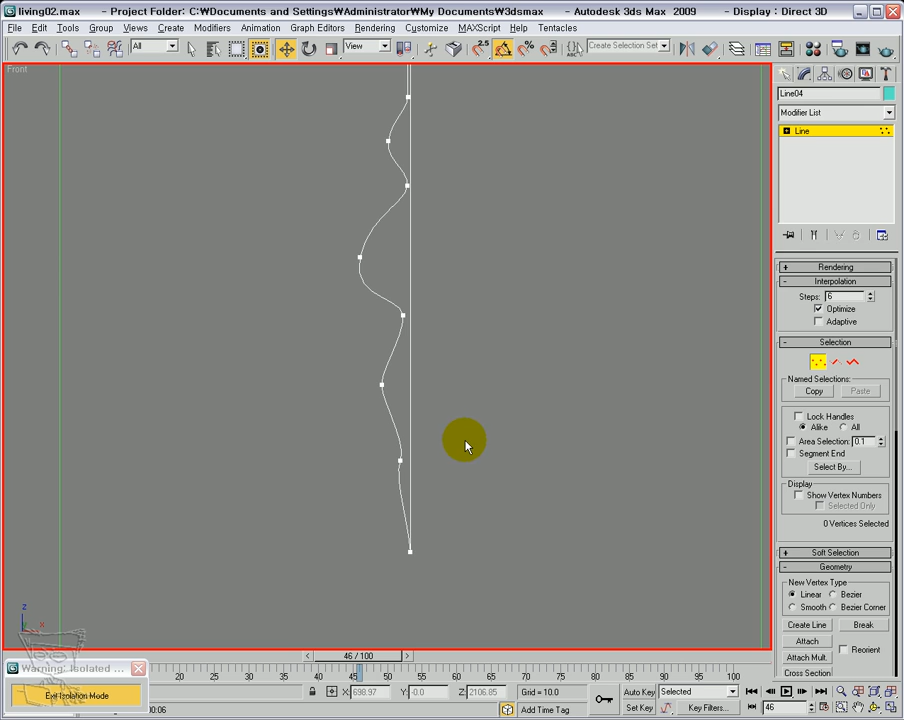 living02.max - Project Folder: C:₩Documents and Settings₩Administrator₩My Documents₩3dsmax - Autodesk 3ds Max 2009 - Display : Direct 3D
File Edit Tools Group Views Create Modifiers Animation Graph Editors Rendering Customize MAXScript Help Tentacles
All View 2.5 Create Selection Set
Front
Line04
Modifier List
Line
Rendering
Interpolation
Steps: 6
Optimize
Adaptive
Selection
Named Selections:
Copy Paste
Lock Handles
Alike All
Area Selection: 0.1
Segment End
Select By...
Display
Show Vertex Numbers
Selected Only
0 Vertices Selected
Soft Selection
Geometry
New Vertex Type
Linear Bezier
Smooth Bezier Corner
Create Line Break
Attach
Attach Mult. Reorient
Cross Section
z
x
46 / 100
Warning: Isolated ...
20 25 30 35 40 45 50 55 60 65 70 75 80 85 90 95 100
Exit Isolation Mode
X: 698.97 Y: -0.0 Z: 2106.85 Grid = 10.0 Auto Key Selected
:00:06 Add Time Tag Set Key Key Filters... 46